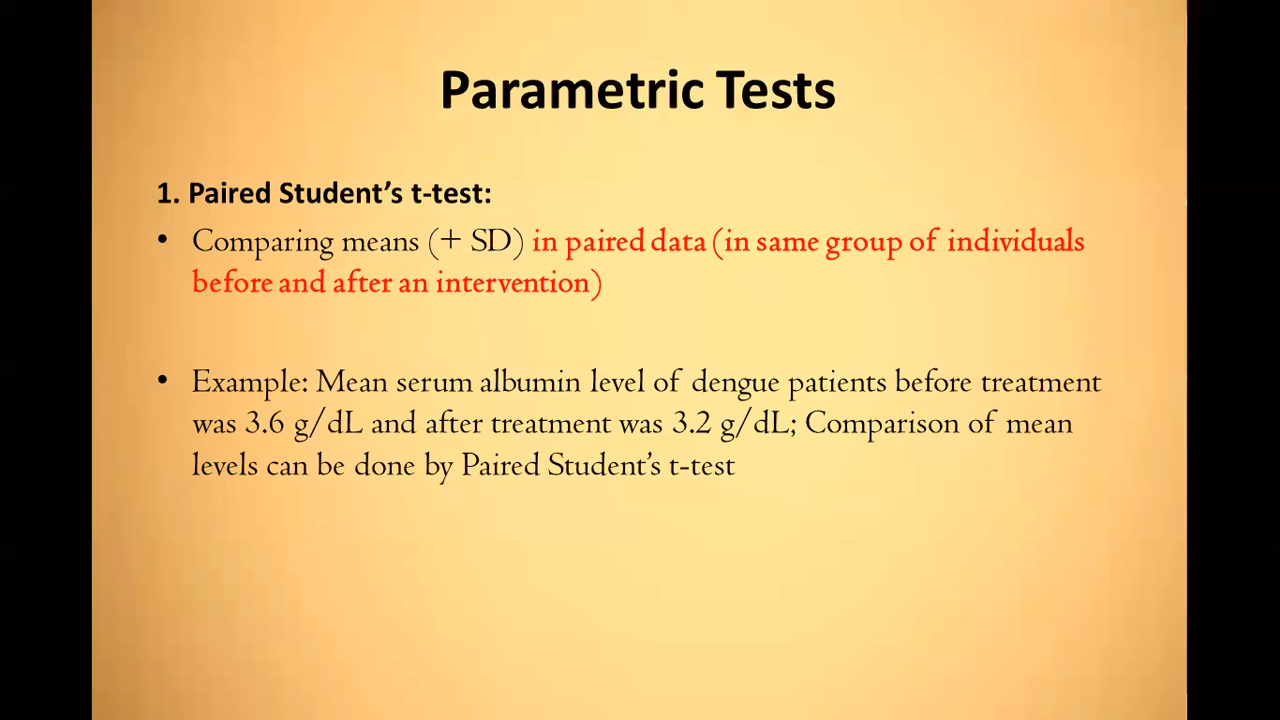 Parametric Tests
1. Paired Student’s t-test:
• Comparing means (+ SD) in paired data (in same group of individuals
before and after an intervention)
• Example: Mean serum albumin level of dengue patients before treatment
was 3.6 g/dL and after treatment was 3.2 g/dL; Comparison of mean
levels can be done by Paired Student’s t-test